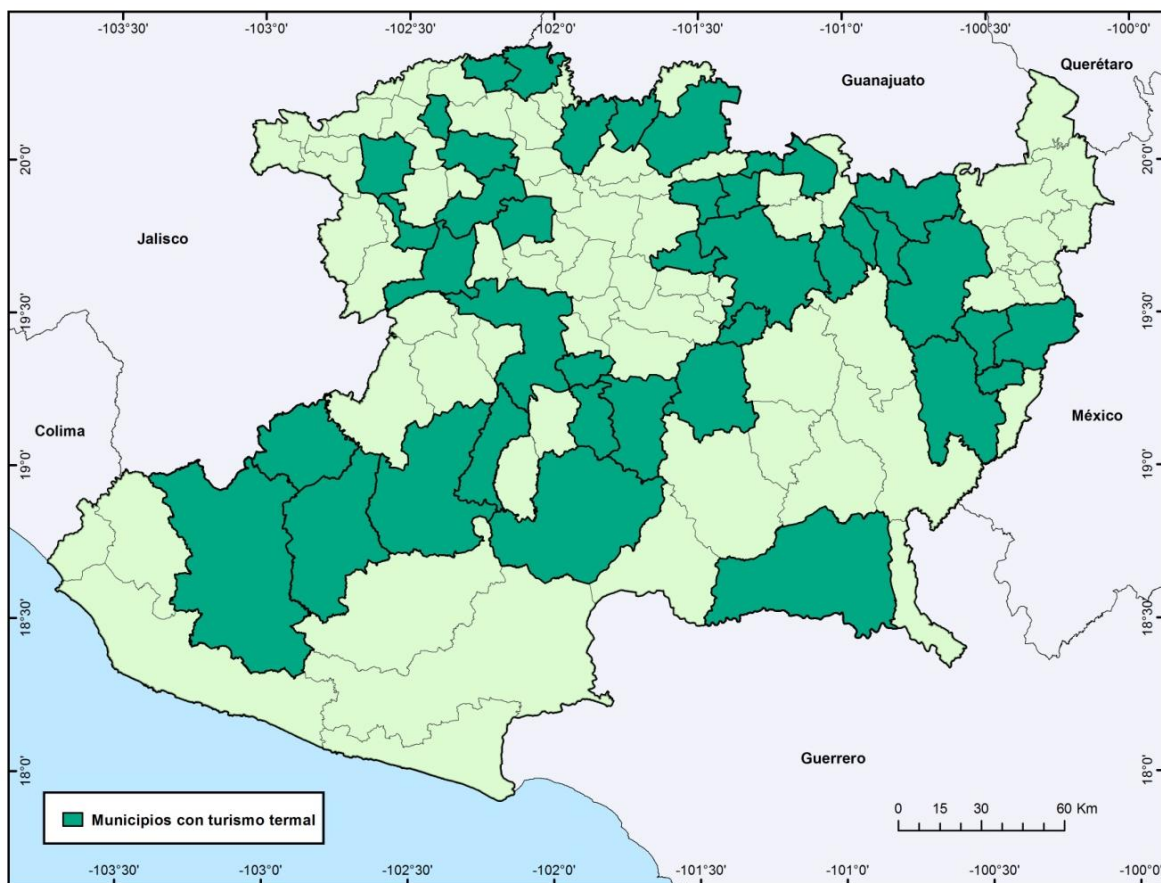 -103°30' -103°0' -102°30' -102°0' -101°30' -101°0' -100°30' -100°0'
Querétaro
Guanajuato
20°0' 20°0'
Jalisco
19°30' 19°30'
Colima
México
19°0' 19°0'
18°30' 18°30'
Guerrero
18°0' 18°0'
Municipios con turismo termal
0 15 30 60 Km
-103°30' -103°0' -102°30' -102°0' -101°30' -101°0' -100°30' -100°0'